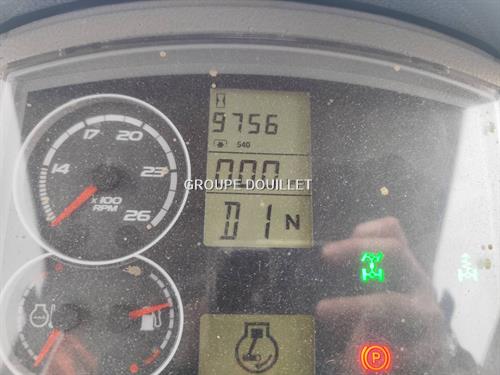 9756
540
17 20
14 23
000
GROUPE DOUILLET
x 100
RPM
26
D1 N
P